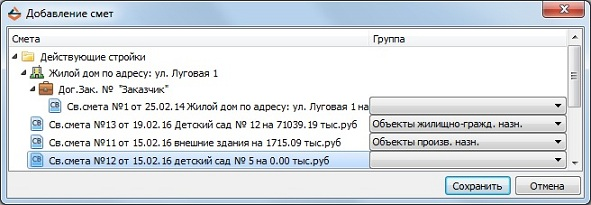 Добавление смет
Смета Группа
Действующие стройки
Жилой дом по адресу: ул. Луговая 1
Дог.Зак. № "Заказчик"
Св.смета №1 от 25.02.14 Жилой дом по адресу: ул. Луговая 1 на
Св.смета №13 от 19.02.16 Детский сад № 12 на 71039.19 тыс.руб Объекты жилищно-гражд. назн.
Св.смета №11 от 15.02.16 внешние здания на 1715.09 тыс.руб Объекты произв. назн.
Св.смета №12 от 15.02.16 детский сад № 5 на 0.00 тыс.руб
Сохранить Отмена